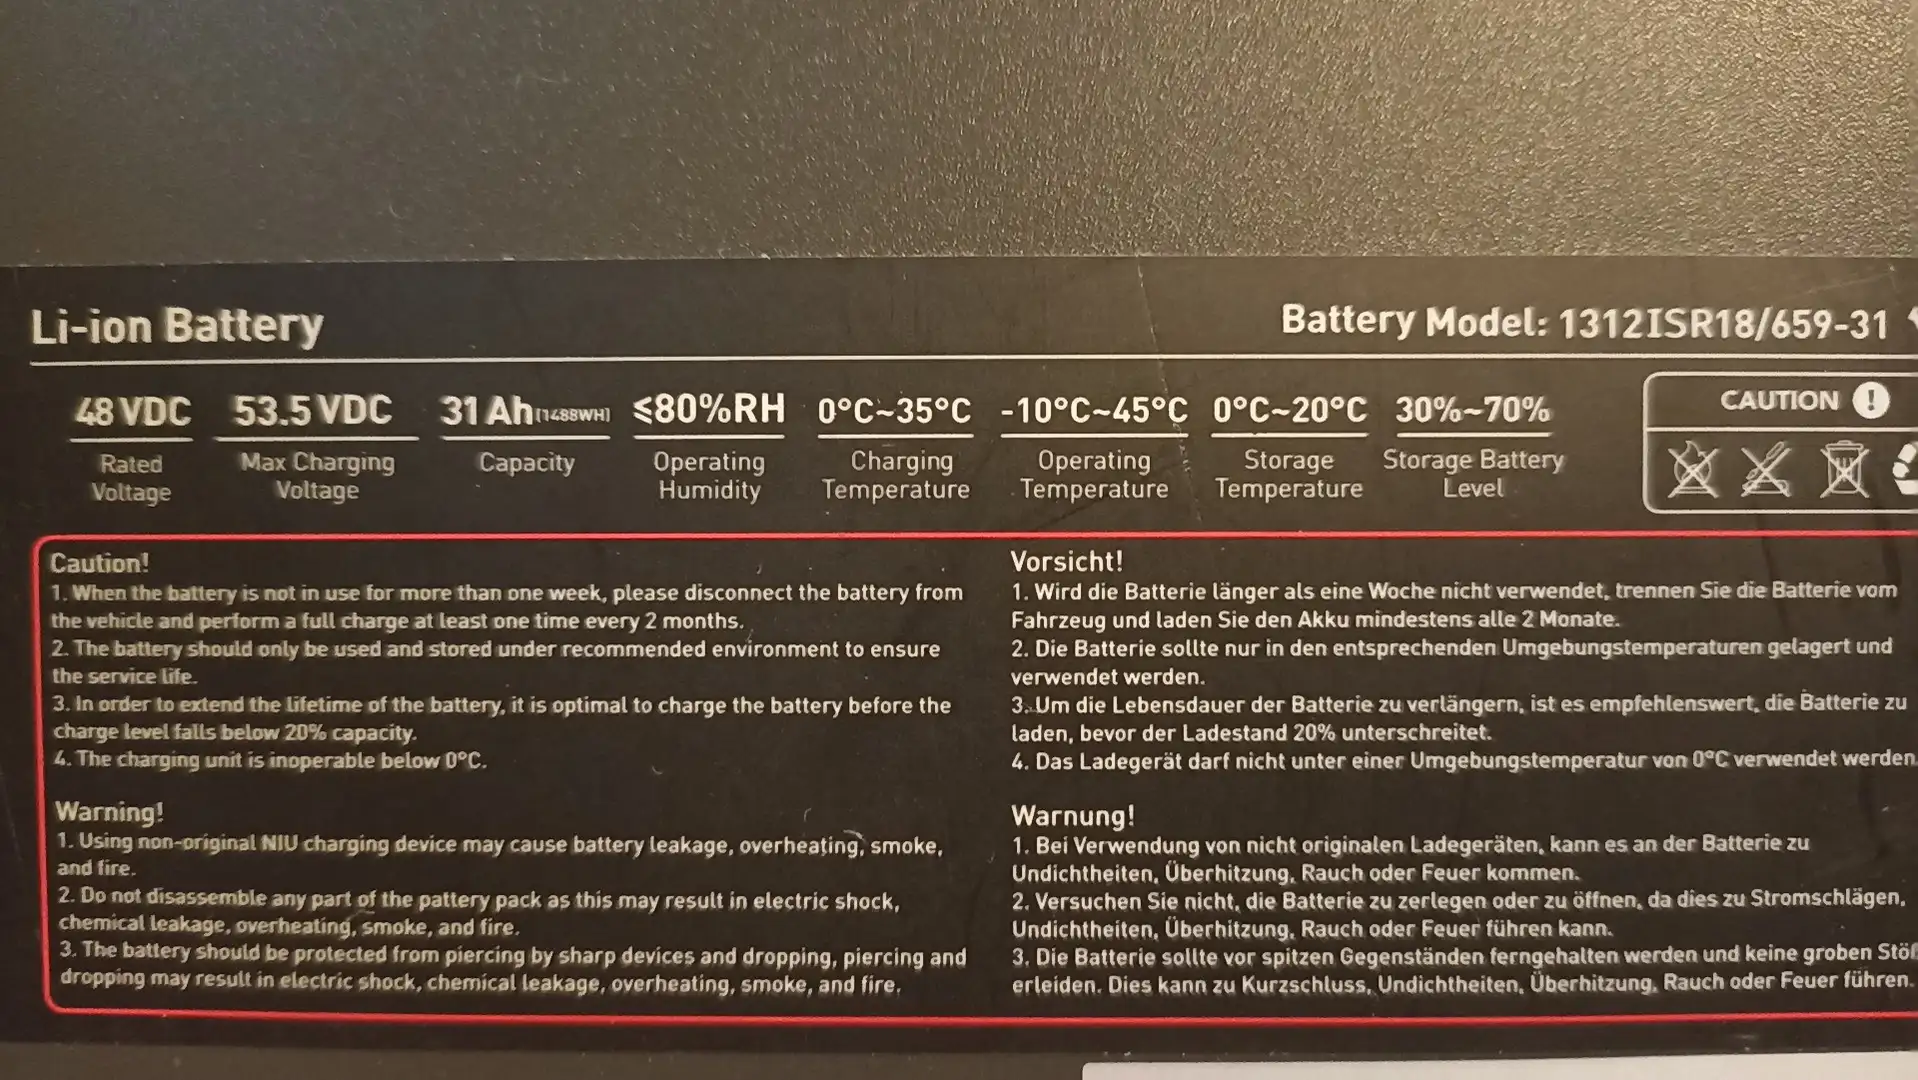 Li-ion Battery
Battery Model: 1312ISR18/659-31
48 VDC
Rated
Voltage
53.5 VDC
Max Charging
Voltage
31 Ah[1488WH]
Capacity
≤80%RH
Operating
Humidity
0°C~35°C
Charging
Temperature
-10°C~45°C
Operating
Temperature
0°C~20°C
Storage
Temperature
30%~70%
Storage Battery
Level
CAUTION !
Caution!
1. When the battery is not in use for more than one week, please disconnect the battery from
the vehicle and perform a full charge at least one time every 2 months.
2. The battery should only be used and stored under recommended environment to ensure
the service life.
3. In order to extend the lifetime of the battery, it is optimal to charge the battery before the
charge level falls below 20% capacity.
4. The charging unit is inoperable below 0°C.
Warning!
1. Using non-original NIU charging device may cause battery leakage, overheating, smoke,
and fire.
2. Do not disassemble any part of the pattery pack as this may result in electric shock,
chemical leakage, overheating, smoke, and fire.
3. The battery should be protected from piercing by sharp devices and dropping, piercing and
dropping may result in electric shock, chemical leakage, overheating, smoke, and fire.
Vorsicht!
1. Wird die Batterie länger als eine Woche nicht verwendet, trennen Sie die Batterie vom
Fahrzeug und laden Sie den Akku mindestens alle 2 Monate.
2. Die Batterie sollte nur in den entsprechenden Umgebungstemperaturen gelagert und
verwendet werden.
3. Um die Lebensdauer der Batterie zu verlängern, ist es empfehlenswert, die Batterie zu
laden, bevor der Ladestand 20% unterschreitet.
4. Das Ladegerät darf nicht unter einer Umgebungstemperatur von 0°C verwendet werden.
Warnung!
1. Bei Verwendung von nicht originalen Ladegeräten, kann es an der Batterie zu
Undichtheiten, Überhitzung, Rauch oder Feuer kommen.
2. Versuchen Sie nicht, die Batterie zu zerlegen oder zu öffnen, da dies zu Stromschlägen,
Undichtheiten, Überhitzung, Rauch oder Feuer führen kann.
3. Die Batterie sollte vor spitzen Gegenständen ferngehalten werden und keine groben
erleiden. Dies kann zu Kurzschluss, Undichtheiten, Überhitzung, Rauch oder Feuer führen.